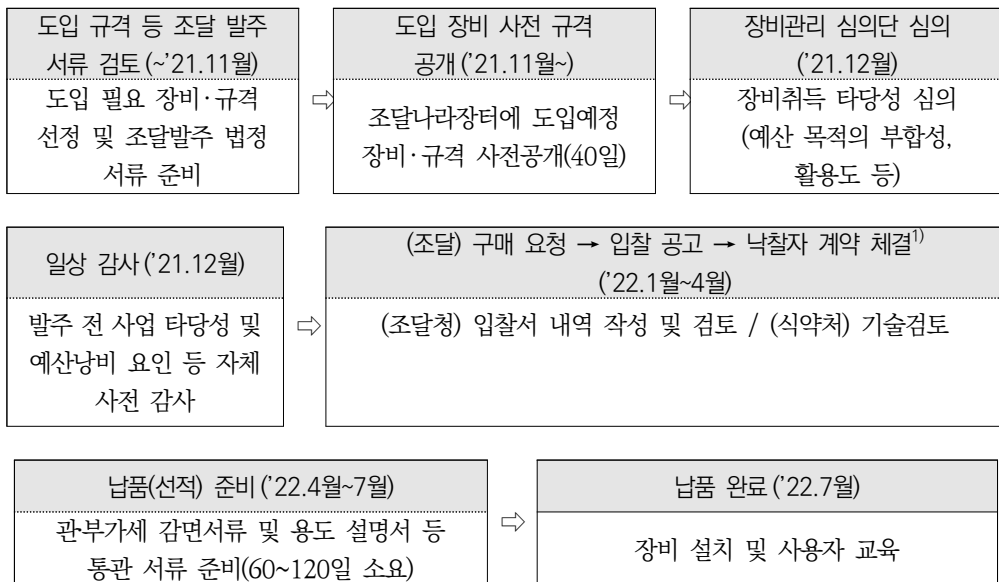 도입 규격 등 조달 발주
서류 검토(~'21.11월)
도입 필요 장비·규격
선정 및 조달발주 법정
서류 준비
⇨
도입 장비 사전 규격
공개('21.11월~)
조달나라장터에 도입예정
장비·규격 사전공개(40일)
⇨
장비관리 심의단 심의
('21.12월)
장비취득 타당성 심의
(예산 목적의 부합성,
활용도 등)
일상 감사('21.12월)
발주 전 사업 타당성 및
예산낭비 요인 등 자체
사전 감사
⇨
(조달) 구매 요청 → 입찰 공고 → 낙찰자 계약 체결1)
('22.1월~4월)
(조달청) 입찰서 내역 작성 및 검토 / (식약처) 기술검토
납품(선적) 준비('22.4월~7월)
관부가세 감면서류 및 용도 설명서 등
통관 서류 준비(60~120일 소요)
⇨
납품 완료('22.7월)
장비 설치 및 사용자 교육